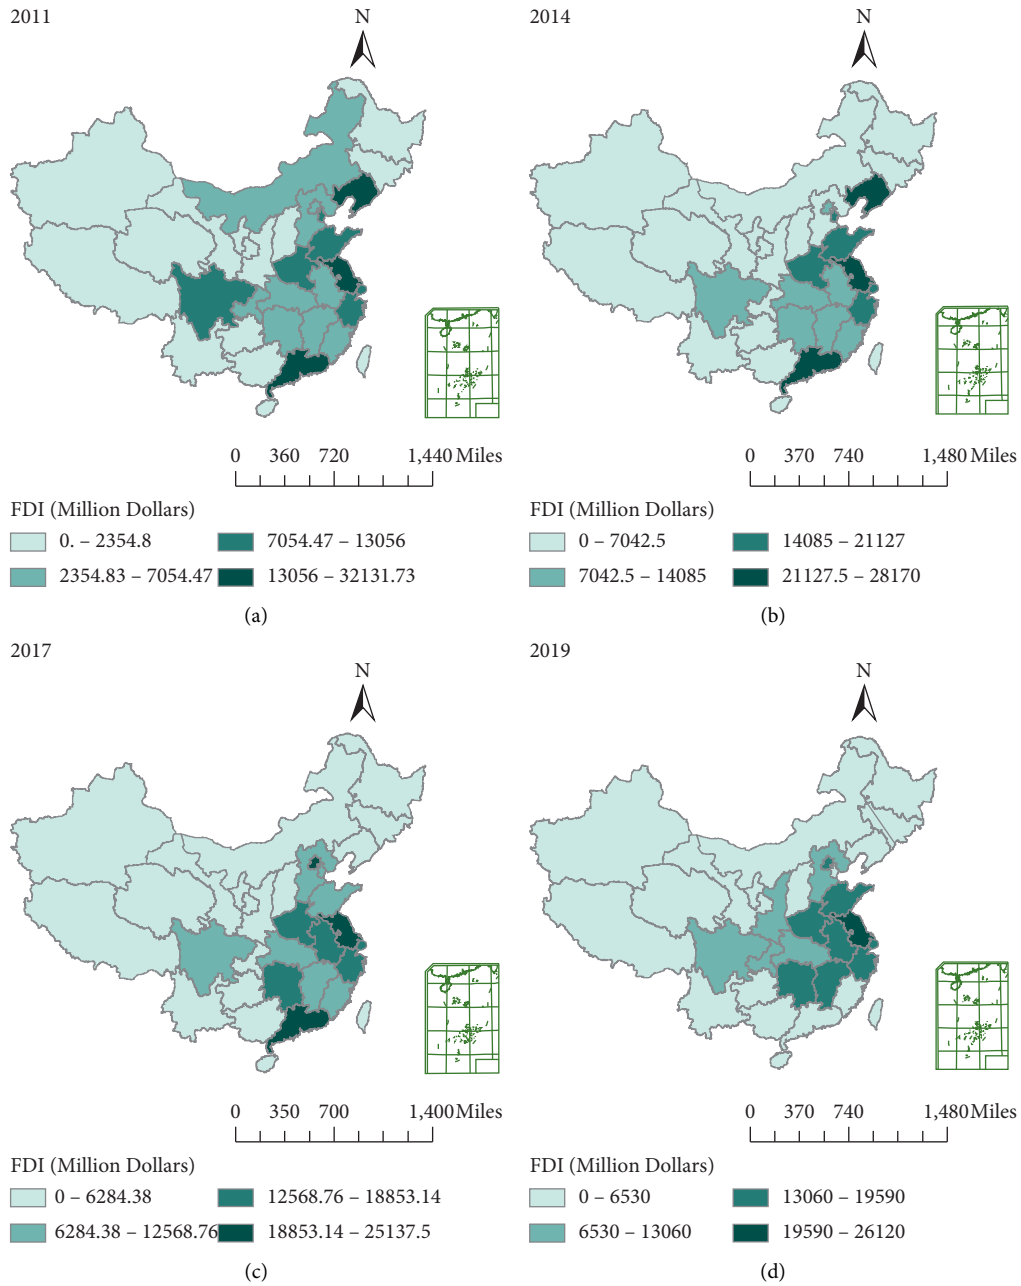 2011
N
0 360 720 1,440 Miles
FDI (Million Dollars)
0. – 2354.8
7054.47 – 13056
2354.83 – 7054.47
13056 – 32131.73
(a)
2014
N
0 370 740 1,480 Miles
FDI (Million Dollars)
0 – 7042.5
14085 – 21127
7042.5 – 14085
21127.5 – 28170
(b)
2017
N
0 350 700 1,400 Miles
FDI (Million Dollars)
0 – 6284.38
12568.76 – 18853.14
6284.38 – 12568.76
18853.14 – 25137.5
(c)
2019
N
0 370 740 1,480 Miles
FDI (Million Dollars)
0 – 6530
13060 – 19590
6530 – 13060
19590 – 26120
(d)